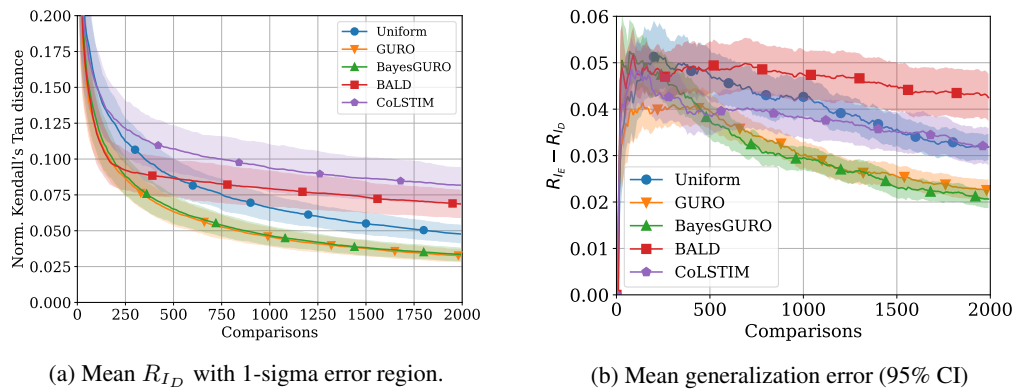 Norm. Kendall's Tau distance
0.200
0.175
0.150
0.125
0.100
0.075
0.050
0.025
0.000
Uniform
GURO
BayesGURO
BALD
CoLSTIM
250 500 750 1000 1250 1500 1750 2000
Comparisons
(a) Mean R_{I_D} with 1-sigma error region.
R_{I_E} − R_{I_D}
0.06
0.05
0.04
0.03
0.02
0.01
0.00
Uniform
GURO
BayesGURO
BALD
CoLSTIM
0 500 1000 1500 2000
Comparisons
(b) Mean generalization error (95% CI)